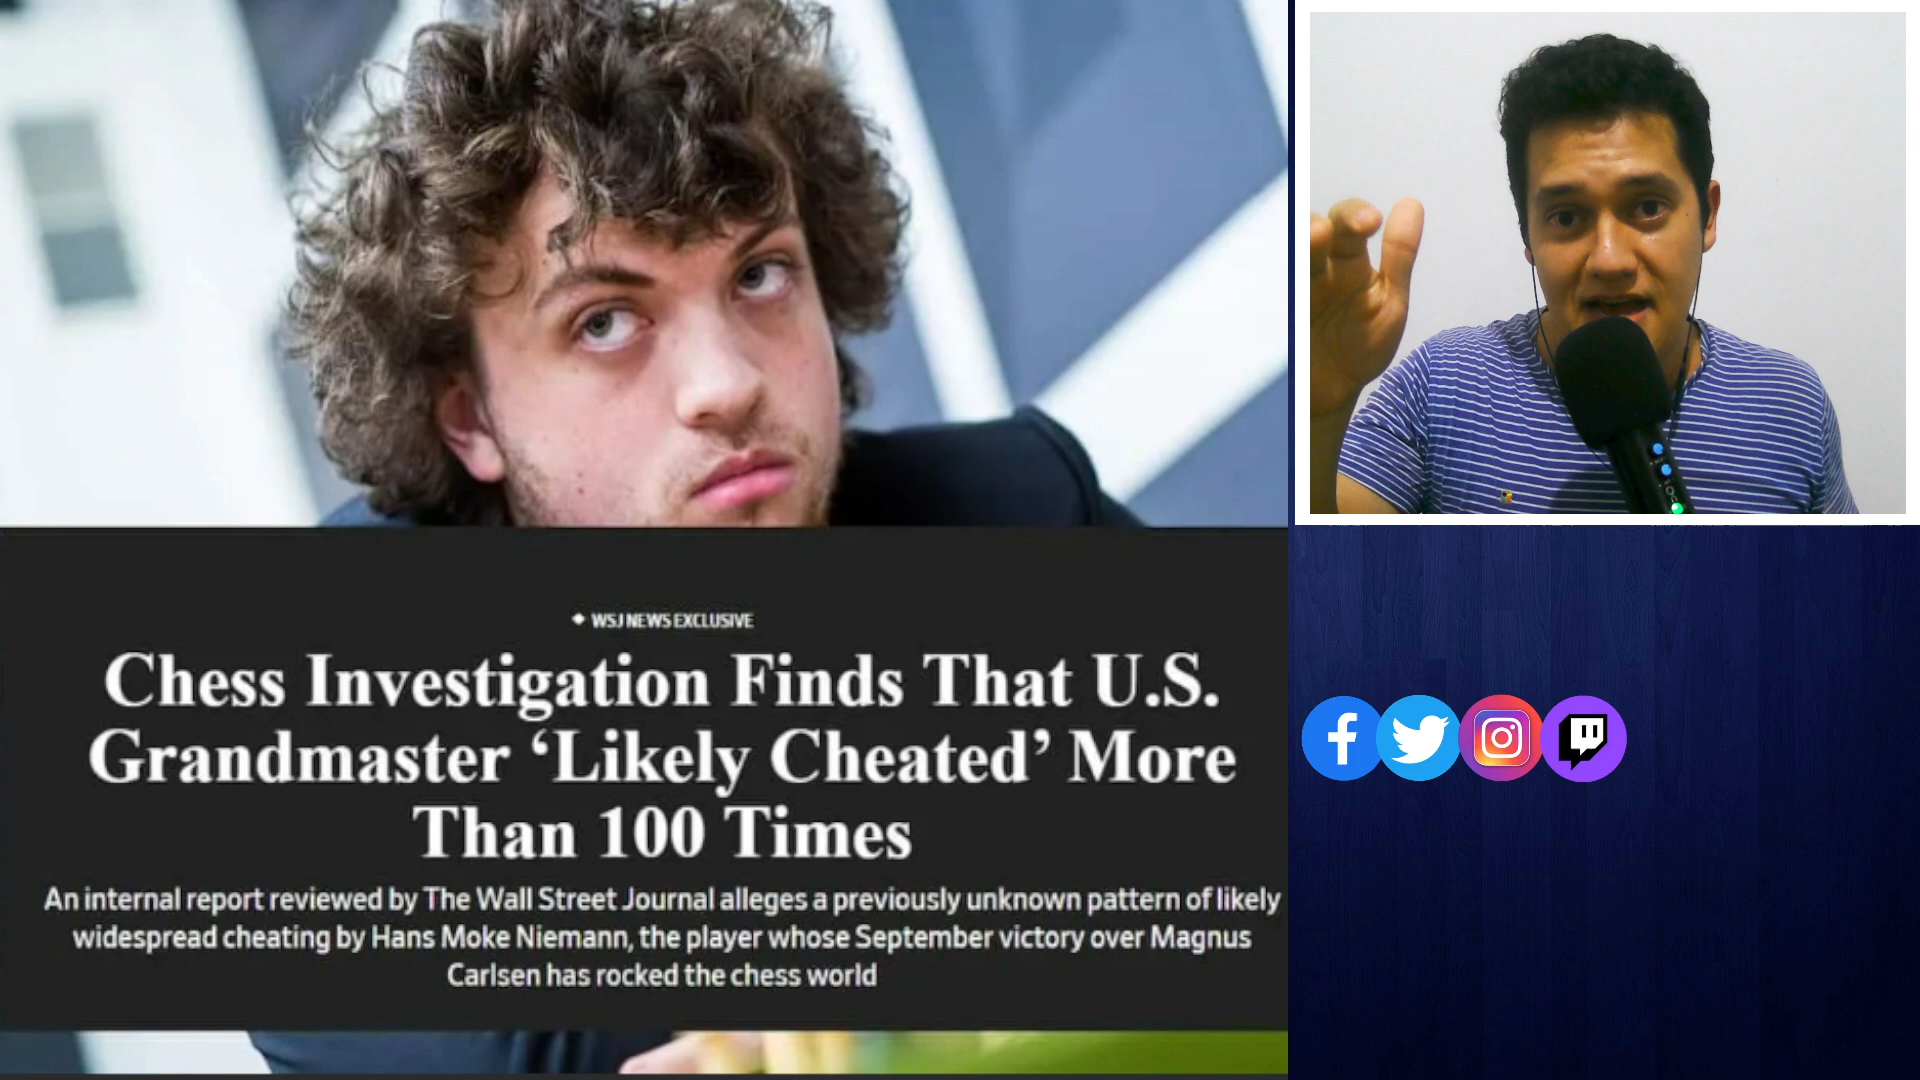 WSJ NEWS EXCLUSIVE
Chess Investigation Finds That U.S.
Grandmaster ‘Likely Cheated’ More
Than 100 Times
An internal report reviewed by The Wall Street Journal alleges a previously unknown pattern of likely
widespread cheating by Hans Moke Niemann, the player whose September victory over Magnus
Carlsen has rocked the chess world